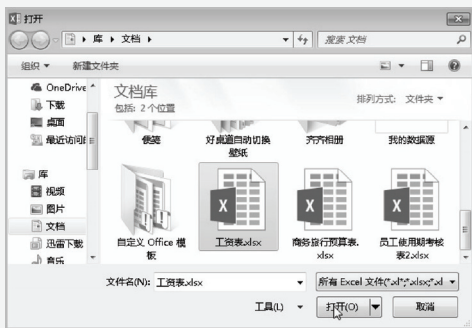 打开
库 ▸ 文档 ▸
搜索 文档
组织 ▼ 新建文件夹
OneDrive
下载
桌面
最近访问的
库
视频
图片
文档
迅雷下载
音乐
文档库
包括: 2 个位置
排列方式: 文件夹 ▼
便笺
好桌道自动切换
壁纸
齐齐相册
我的数据源
自定义 Office 模
板
工资表.xlsx
商务旅行预算表.
xlsx
员工使用期考核
表2.xlsx
文件名(N): 工资表.xlsx
所有 Excel 文件(*.xl*;*.xlsx;*.xl
工具(L) ▼
打开(O)
取消